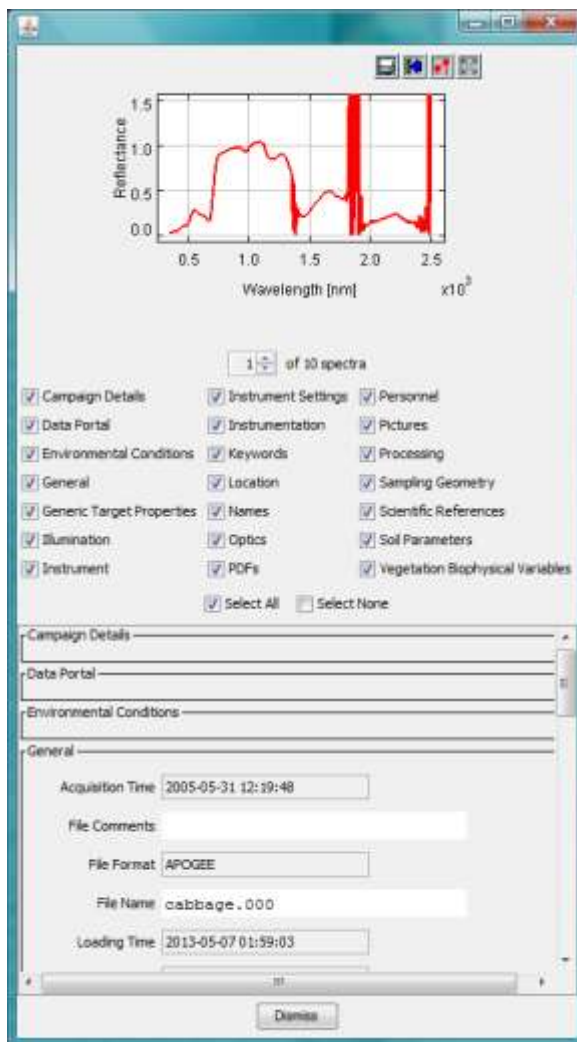 1.5
1.0
0.5
0.0
Reflectance
0.5 1.0 1.5 2.0 2.5
Wavelength [nm] x10³
1 of 10 spectra
Campaign Details Instrument Settings Personnel
Data Portal Instrumentation Pictures
Environmental Conditions Keywords Processing
General Location Sampling Geometry
Generic Target Properties Names Scientific References
Illumination Optics Soil Parameters
Instrument PDFs Vegetation Biophysical Variables
Select All Select None
Campaign Details
Data Portal
Environmental Conditions
General
Acquisition Time 2005-05-31 12:19:48
File Comments
File Format APOGEE
File Name cabbage.000
Loading Time 2013-05-07 01:59:03
Dismiss